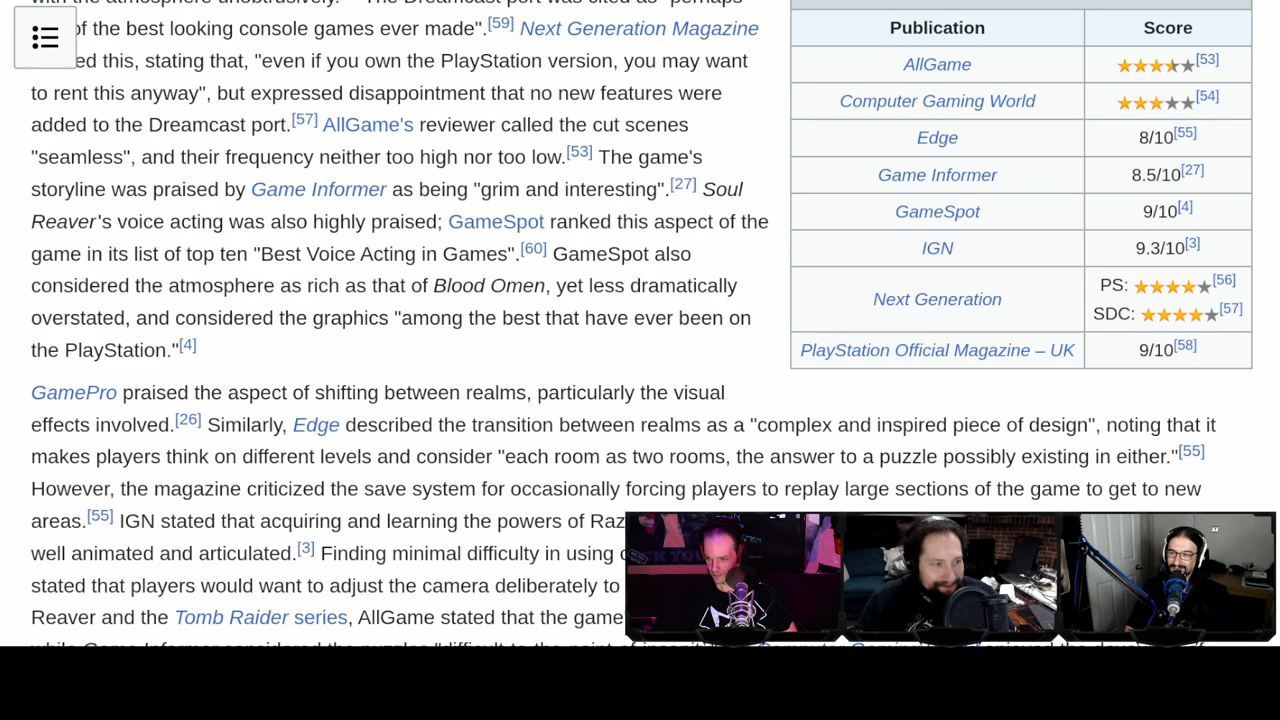 with the atmosphere unobtrusively. The Dreamcast port was cited as "perhaps
of the best looking console games ever made".[59] Next Generation Magazine
ed this, stating that, "even if you own the PlayStation version, you may want
to rent this anyway", but expressed disappointment that no new features were
added to the Dreamcast port.[57] AllGame's reviewer called the cut scenes
"seamless", and their frequency neither too high nor too low.[53] The game's
storyline was praised by Game Informer as being "grim and interesting".[27] Soul
Reaver's voice acting was also highly praised; GameSpot ranked this aspect of the
game in its list of top ten "Best Voice Acting in Games".[60] GameSpot also
considered the atmosphere as rich as that of Blood Omen, yet less dramatically
overstated, and considered the graphics "among the best that have ever been on
the PlayStation."[4]
Publication Score
AllGame ★★★★★[53]
Computer Gaming World ★★★★★[54]
Edge 8/10[55]
Game Informer 8.5/10[27]
GameSpot 9/10[4]
IGN 9.3/10[3]
Next Generation PS: ★★★★★[56]
SDC: ★★★★★[57]
PlayStation Official Magazine – UK 9/10[58]
GamePro praised the aspect of shifting between realms, particularly the visual
effects involved.[26] Similarly, Edge described the transition between realms as a "complex and inspired piece of design", noting that it
makes players think on different levels and consider "each room as two rooms, the answer to a puzzle possibly existing in either."[55]
However, the magazine criticized the save system for occasionally forcing players to replay large sections of the game to get to new
areas.[55] IGN stated that acquiring and learning the powers of Raz
well animated and articulated.[3] Finding minimal difficulty in using
stated that players would want to adjust the camera deliberately to
Reaver and the Tomb Raider series, AllGame stated that the game
while Game Informer considered the puzzles "difficult to the point of